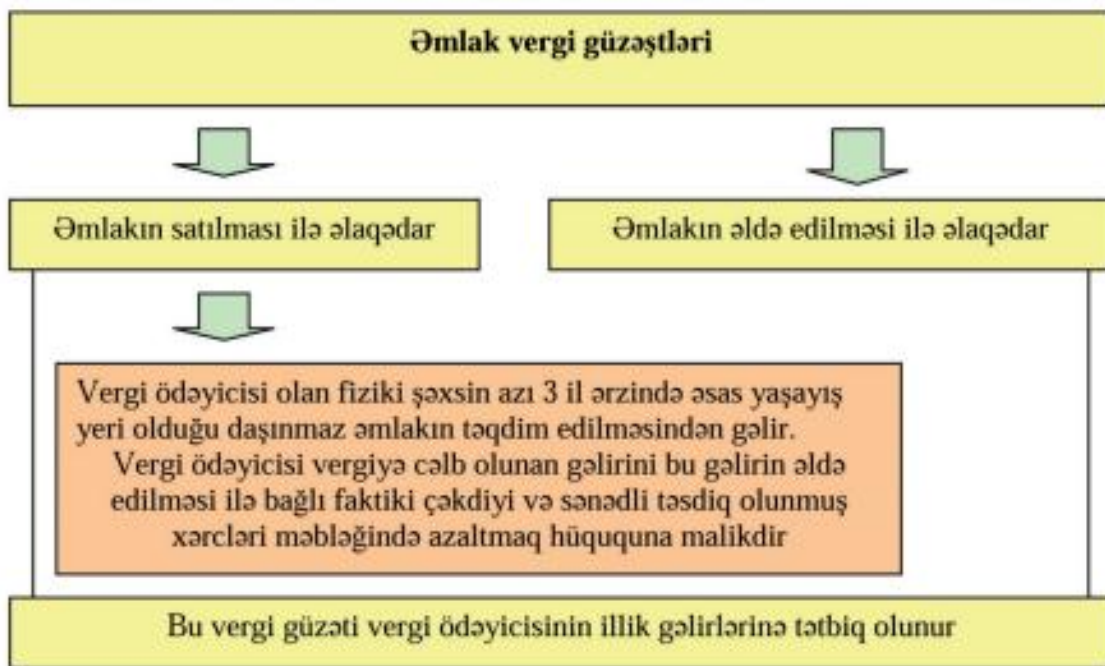 Əmlak vergi güzəştləri
Əmlakın satılması ilə əlaqədar
Əmlakın əldə edilməsi ilə əlaqədar
Vergi ödəyicisi olan fiziki şəxsin azı 3 il ərzində əsas yaşayış
yeri olduğu daşınmaz əmlakın təqdim edilməsindən gəlir.
Vergi ödəyicisi vergiyə cəlb olunan gəlirini bu gəlirin əldə
edilməsi ilə bağlı faktiki çəkdiyi və sənədli təsdiq olunmuş
xərcləri məbləğində azaltmaq hüququna malikdir
Bu vergi güzəti vergi ödəyicisinin illik gəlirlərinə tətbiq olunur